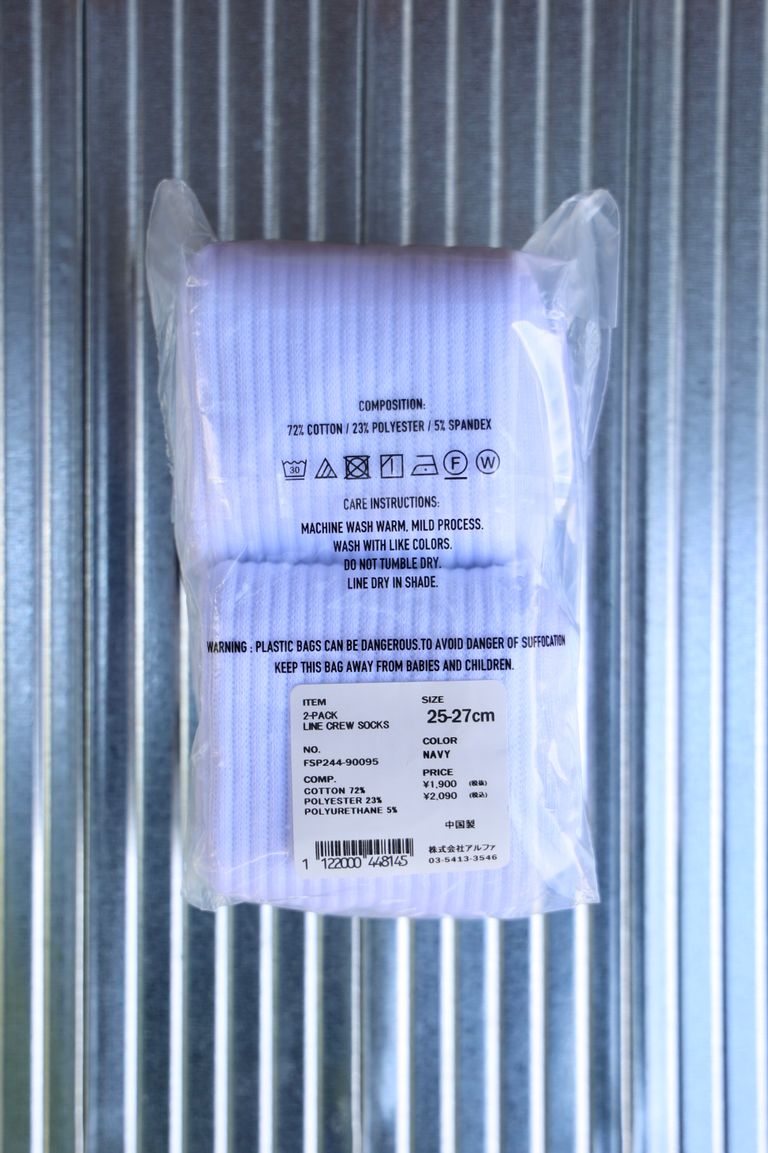 COMPOSITION:
72% COTTON / 23% POLYESTER / 5% SPANDEX
30
F
W
CARE INSTRUCTIONS:
MACHINE WASH WARM, MILD PROCESS.
WASH WITH LIKE COLORS.
DO NOT TUMBLE DRY.
LINE DRY IN SHADE.
WARNING : PLASTIC BAGS CAN BE DANGEROUS.TO AVOID DANGER OF SUFFOCATION
KEEP THIS BAG AWAY FROM BABIES AND CHILDREN.
ITEM
2-PACK
LINE CREW SOCKS
NO.
FSP244-90095
COMP.
COTTON 72%
POLYESTER 23%
POLYURETHANE 5%
SIZE
25-27cm
COLOR
NAVY
PRICE
¥1,900 (税抜)
¥2,090 (税込)
中国製
1 122000 448145
株式会社アルファ
03-5413-3546